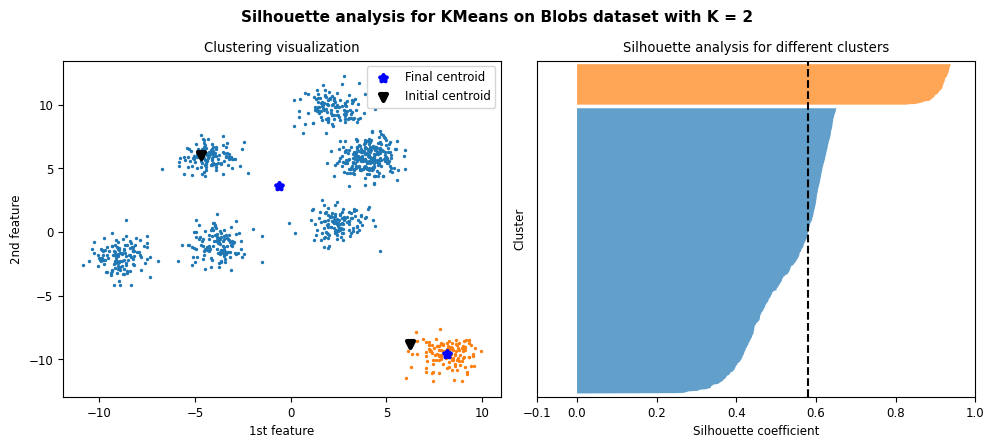 Silhouette analysis for KMeans on Blobs dataset with K = 2
Clustering visualization
Final centroid
Initial centroid
10
5
0
−5
−10
2nd feature
−10
−5
0
5
10
1st feature
Silhouette analysis for different clusters
Cluster
−0.1
0.0
0.2
0.4
0.6
0.8
1.0
Silhouette coefficient